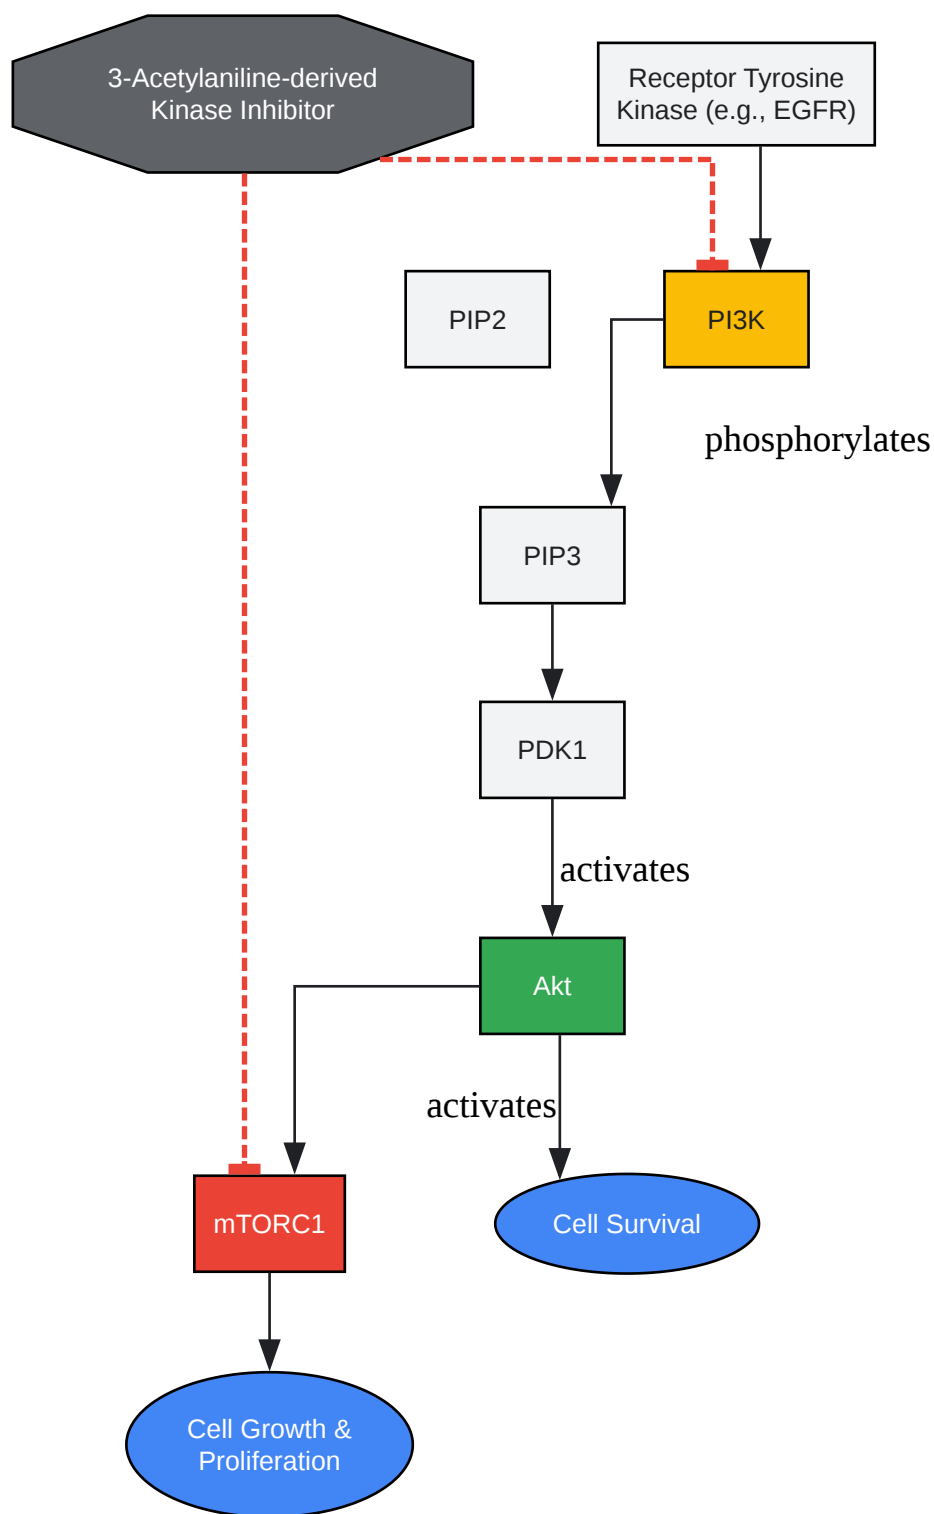 3-Acetylaniline-derived
Kinase Inhibitor
Receptor Tyrosine
Kinase (e.g., EGFR)
PIP2
PI3K
phosphorylates
PIP3
PDK1
activates
Akt
activates
mTORC1
Cell Survival
Cell Growth &
Proliferation